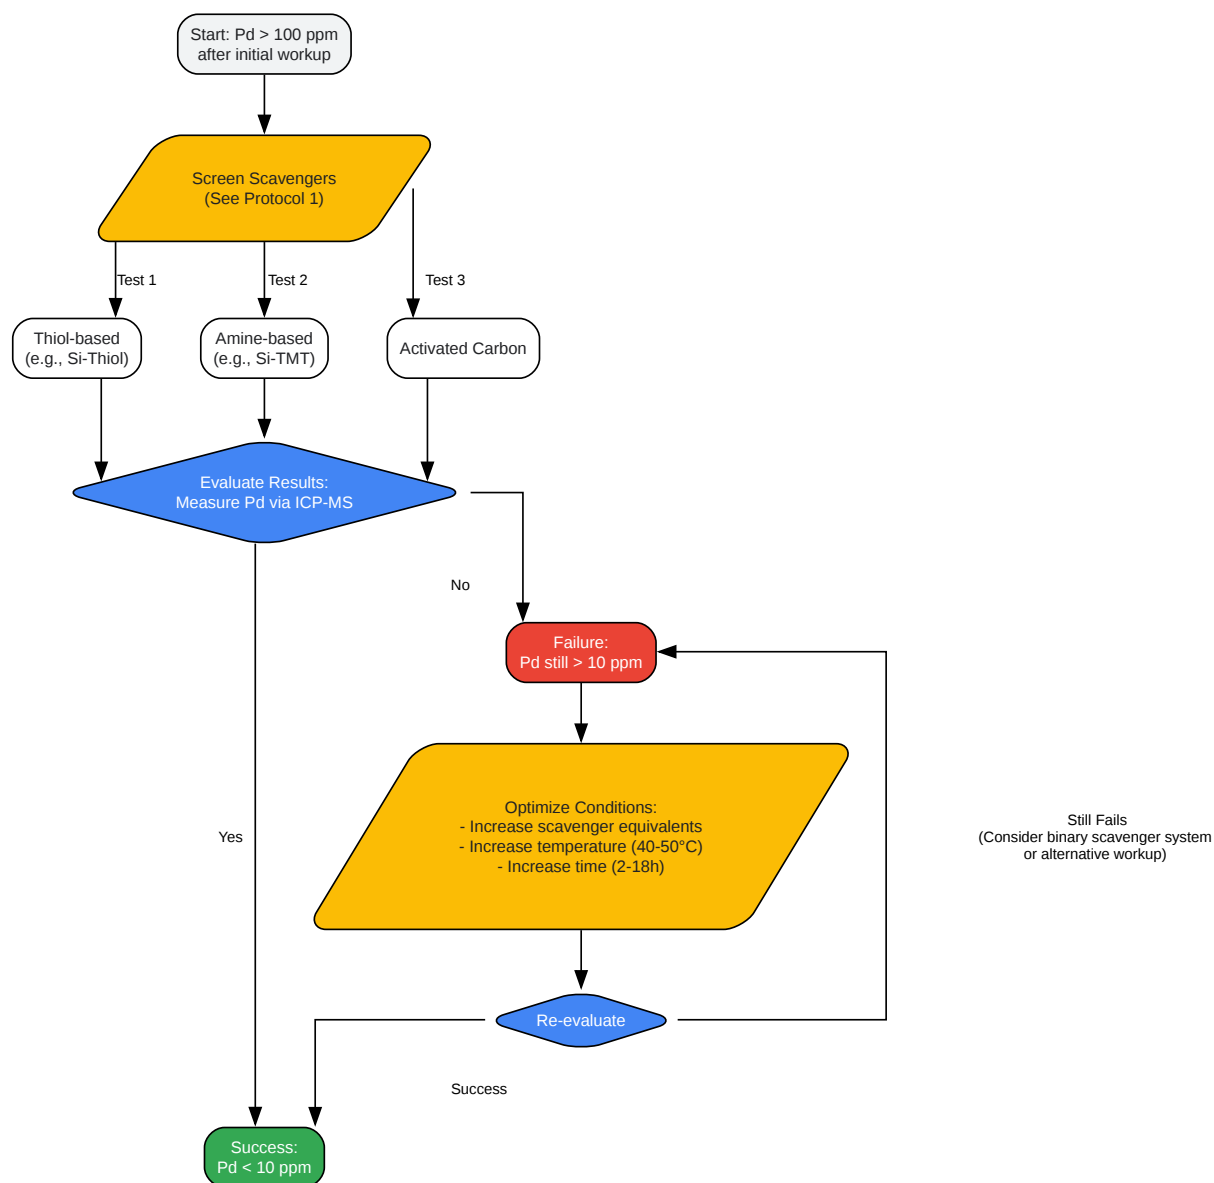 Start: Pd > 100 ppm
after initial workup
Screen Scavengers
(See Protocol 1)
Test 1
Test 2
Test 3
Thiol-based
(e.g., Si-Thiol)
Amine-based
(e.g., Si-TMT)
Activated Carbon
Evaluate Results:
Measure Pd via ICP-MS
No
Failure:
Pd still > 10 ppm
Optimize Conditions:
- Increase scavenger equivalents
- Increase temperature (40-50°C)
- Increase time (2-18h)
Yes
Still Fails
(Consider binary scavenger system
or alternative workup)
Re-evaluate
Success
Success:
Pd < 10 ppm